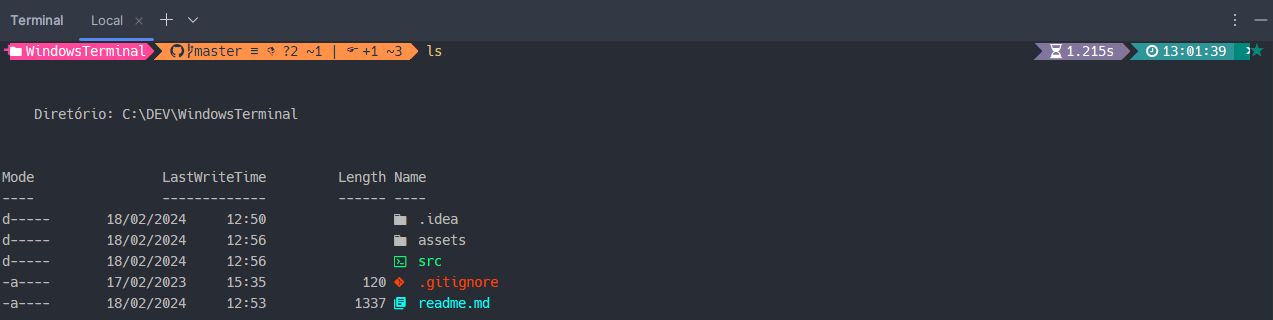 Terminal Local
WindowsTerminal master ≡ ?2 ~1 | +1 ~3 ls 1.215s 13:01:39
Diretório: C:\DEV\WindowsTerminal
Mode LastWriteTime Length Name
---- ------------- ------ ----
d----- 18/02/2024 12:50 .idea
d----- 18/02/2024 12:56 assets
d----- 18/02/2024 12:56 src
-a---- 17/02/2023 15:35 120 .gitignore
-a---- 18/02/2024 12:53 1337 readme.md